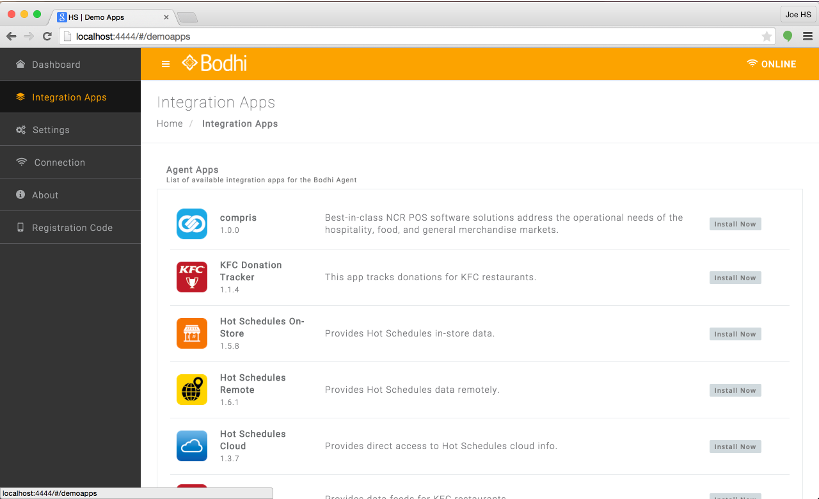 HS | Demo Apps
Joe HS
localhost:4444/#/demoapps
Dashboard
Integration Apps
Settings
Connection
About
Registration Code
Bodhi
ONLINE
Integration Apps
Home / Integration Apps
Agent Apps
List of available integration apps for the Bodhi Agent
compris
1.0.0
Best-in-class NCR POS software solutions address the operational needs of the
hospitality, food, and general merchandise markets.
Install Now
KFC
KFC Donation
Tracker
1.1.4
This app tracks donations for KFC restaurants.
Install Now
Hot Schedules On-
Store
1.5.8
Provides Hot Schedules in-store data.
Install Now
Hot Schedules
Remote
1.6.1
Provides Hot Schedules data remotely.
Install Now
Hot Schedules
Cloud
1.3.7
Provides direct access to Hot Schedules cloud info.
Install Now
Provides data feeds for KFC restaurants.
localhost:4444/#/demoapps